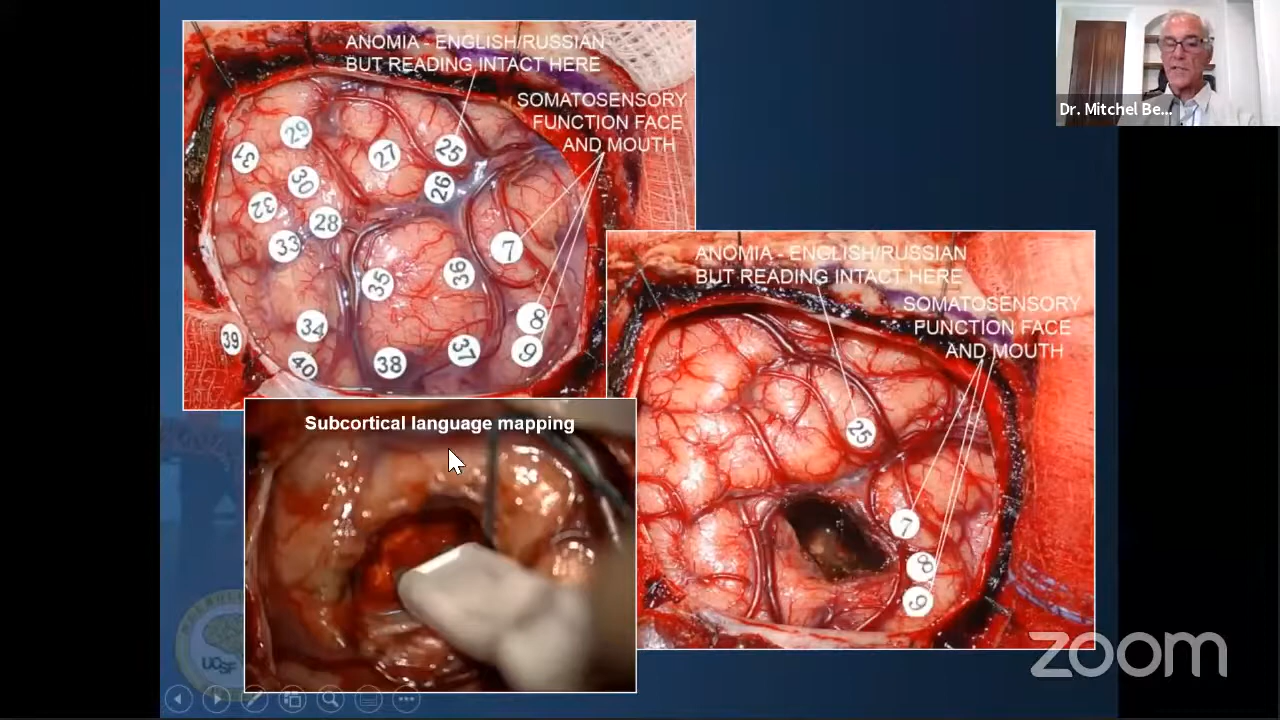 ANOMIA - ENGLISH/RUSSIAN
BUT READING INTACT HERE
SOMATOSENSORY
FUNCTION FACE
AND MOUTH
29
31
27
25
30
26
32
28
33
7
35
36
8
34
39
9
37
38
40
ANOMIA - ENGLISH/RUSSIAN
BUT READING INTACT HERE
SOMATOSENSORY
FUNCTION FACE
AND MOUTH
25
7
8
9
Subcortical language mapping
UCSF
Dr. Mitchel Be...
zoom